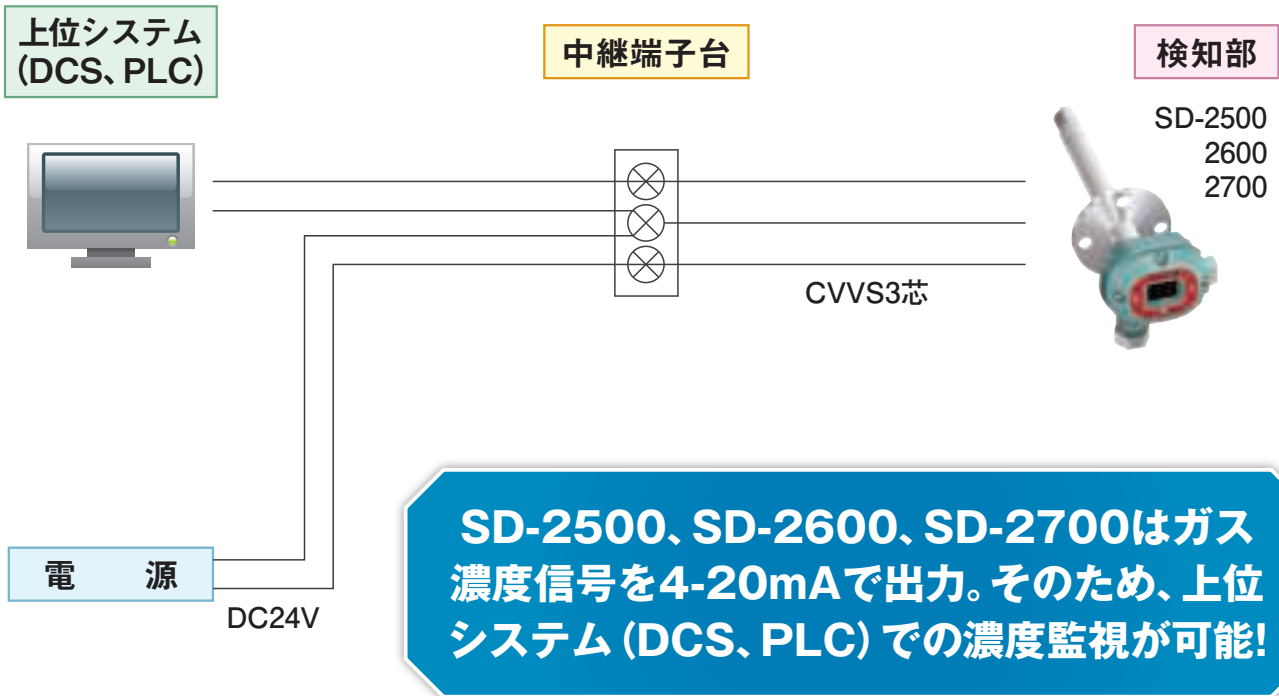 上位システム
(DCS、PLC)
中継端子台
検知部
SD-2500
2600
2700
CVVS3芯
電　源
DC24V
SD-2500、SD-2600、SD-2700はガス
濃度信号を4-20mAで出力。そのため、上位
システム(DCS、PLC)での濃度監視が可能!